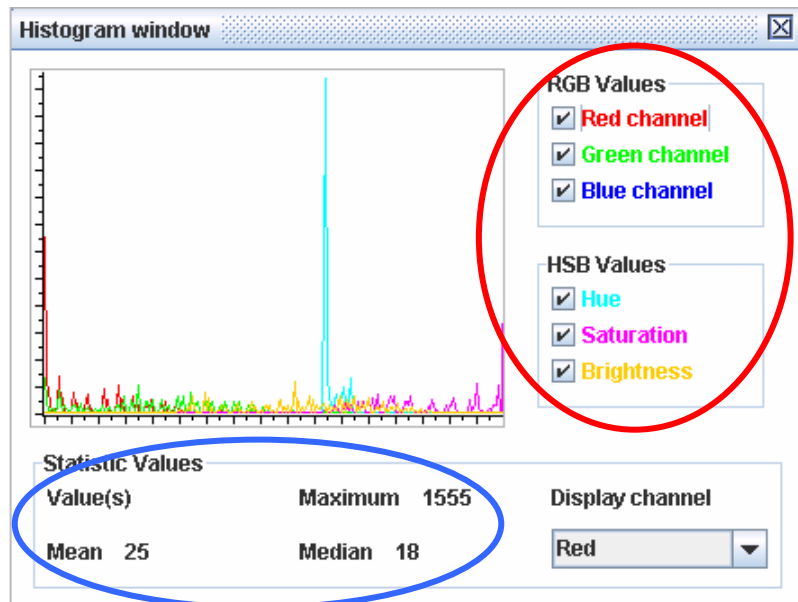 Histogram window
RGB Values
Red channel
Green channel
Blue channel
HSB Values
Hue
Saturation
Brightness
Statistic Values
Value(s) Maximum 1555 Display channel
Mean 25 Median 18 Red